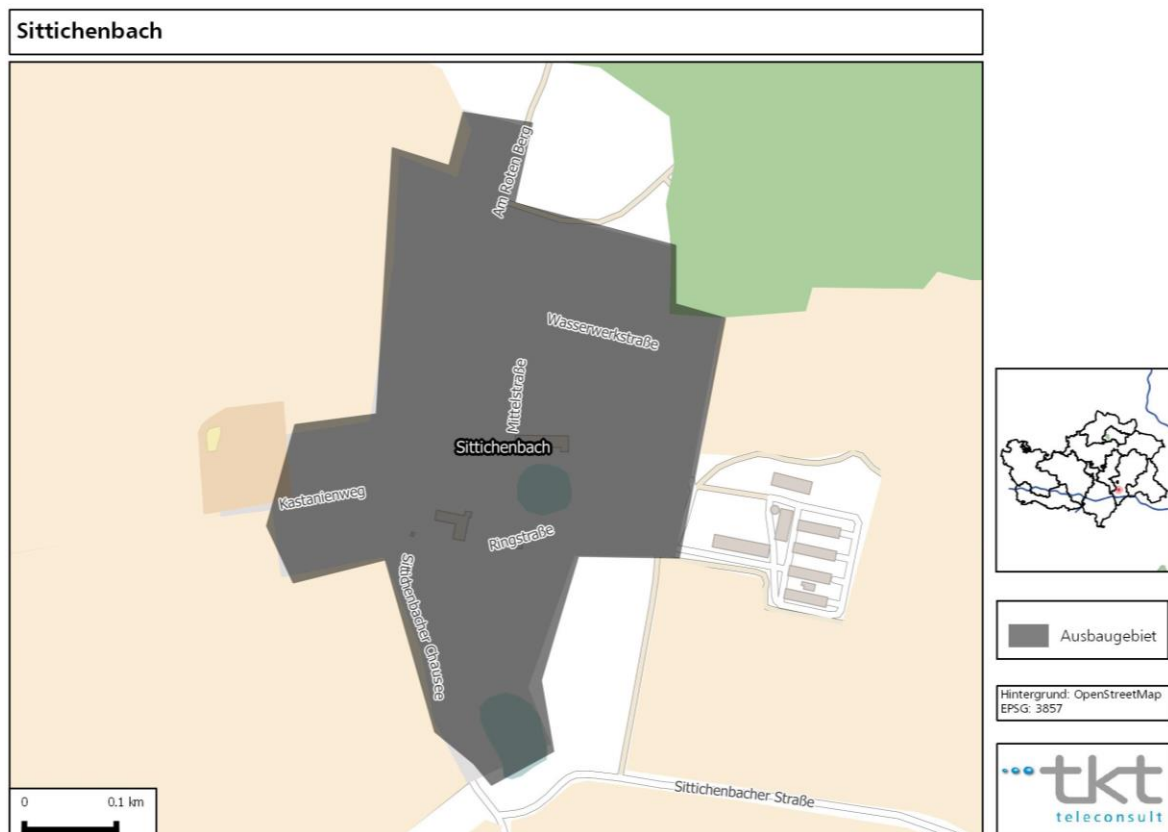 Sittichenbach
Am Roten Berg
Wasserwerkstraße
Mittelstraße
Sittichenbach
Kastanienweg
Ringstraße
Sittichenbacher Chausee
Sittichenbacher Straße
0 0.1 km
Ausbaugebiet
Hintergrund: OpenStreetMap
EPSG: 3857
tkt
teleconsult